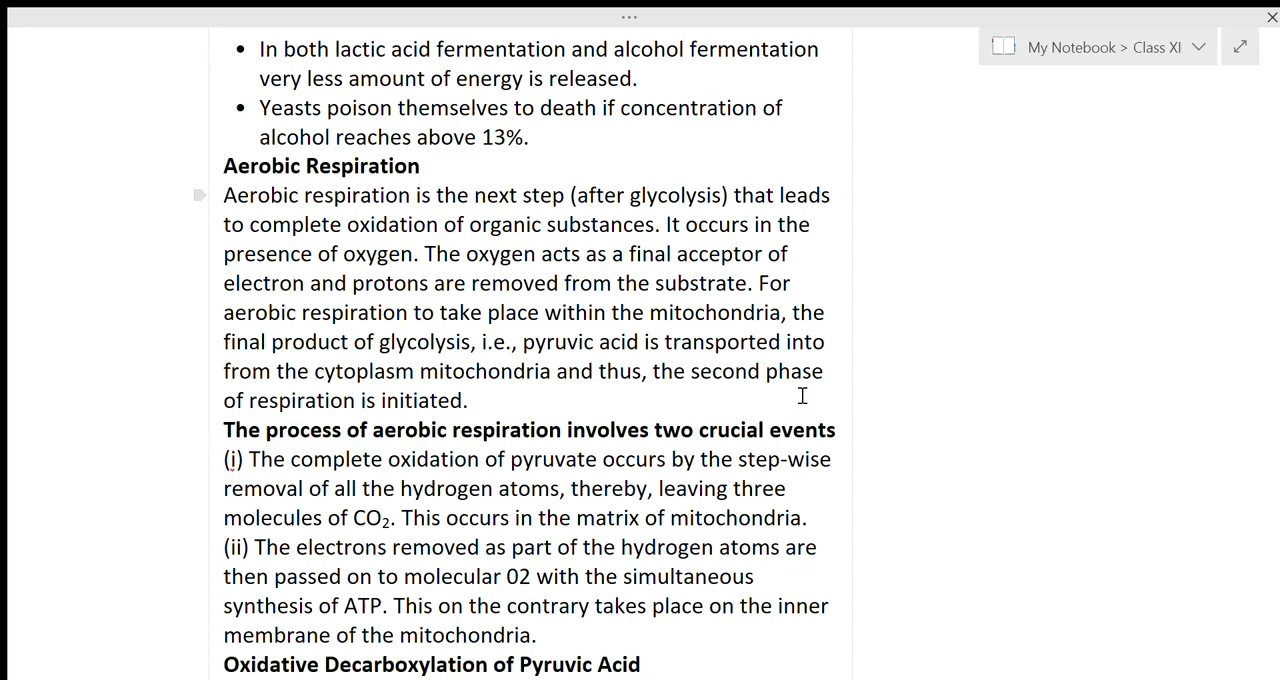 My Notebook > Class XI
• In both lactic acid fermentation and alcohol fermentation
very less amount of energy is released.
• Yeasts poison themselves to death if concentration of
alcohol reaches above 13%.
Aerobic Respiration
Aerobic respiration is the next step (after glycolysis) that leads
to complete oxidation of organic substances. It occurs in the
presence of oxygen. The oxygen acts as a final acceptor of
electron and protons are removed from the substrate. For
aerobic respiration to take place within the mitochondria, the
final product of glycolysis, i.e., pyruvic acid is transported into
from the cytoplasm mitochondria and thus, the second phase
of respiration is initiated.
The process of aerobic respiration involves two crucial events
(i) The complete oxidation of pyruvate occurs by the step-wise
removal of all the hydrogen atoms, thereby, leaving three
molecules of CO₂. This occurs in the matrix of mitochondria.
(ii) The electrons removed as part of the hydrogen atoms are
then passed on to molecular 02 with the simultaneous
synthesis of ATP. This on the contrary takes place on the inner
membrane of the mitochondria.
Oxidative Decarboxylation of Pyruvic Acid